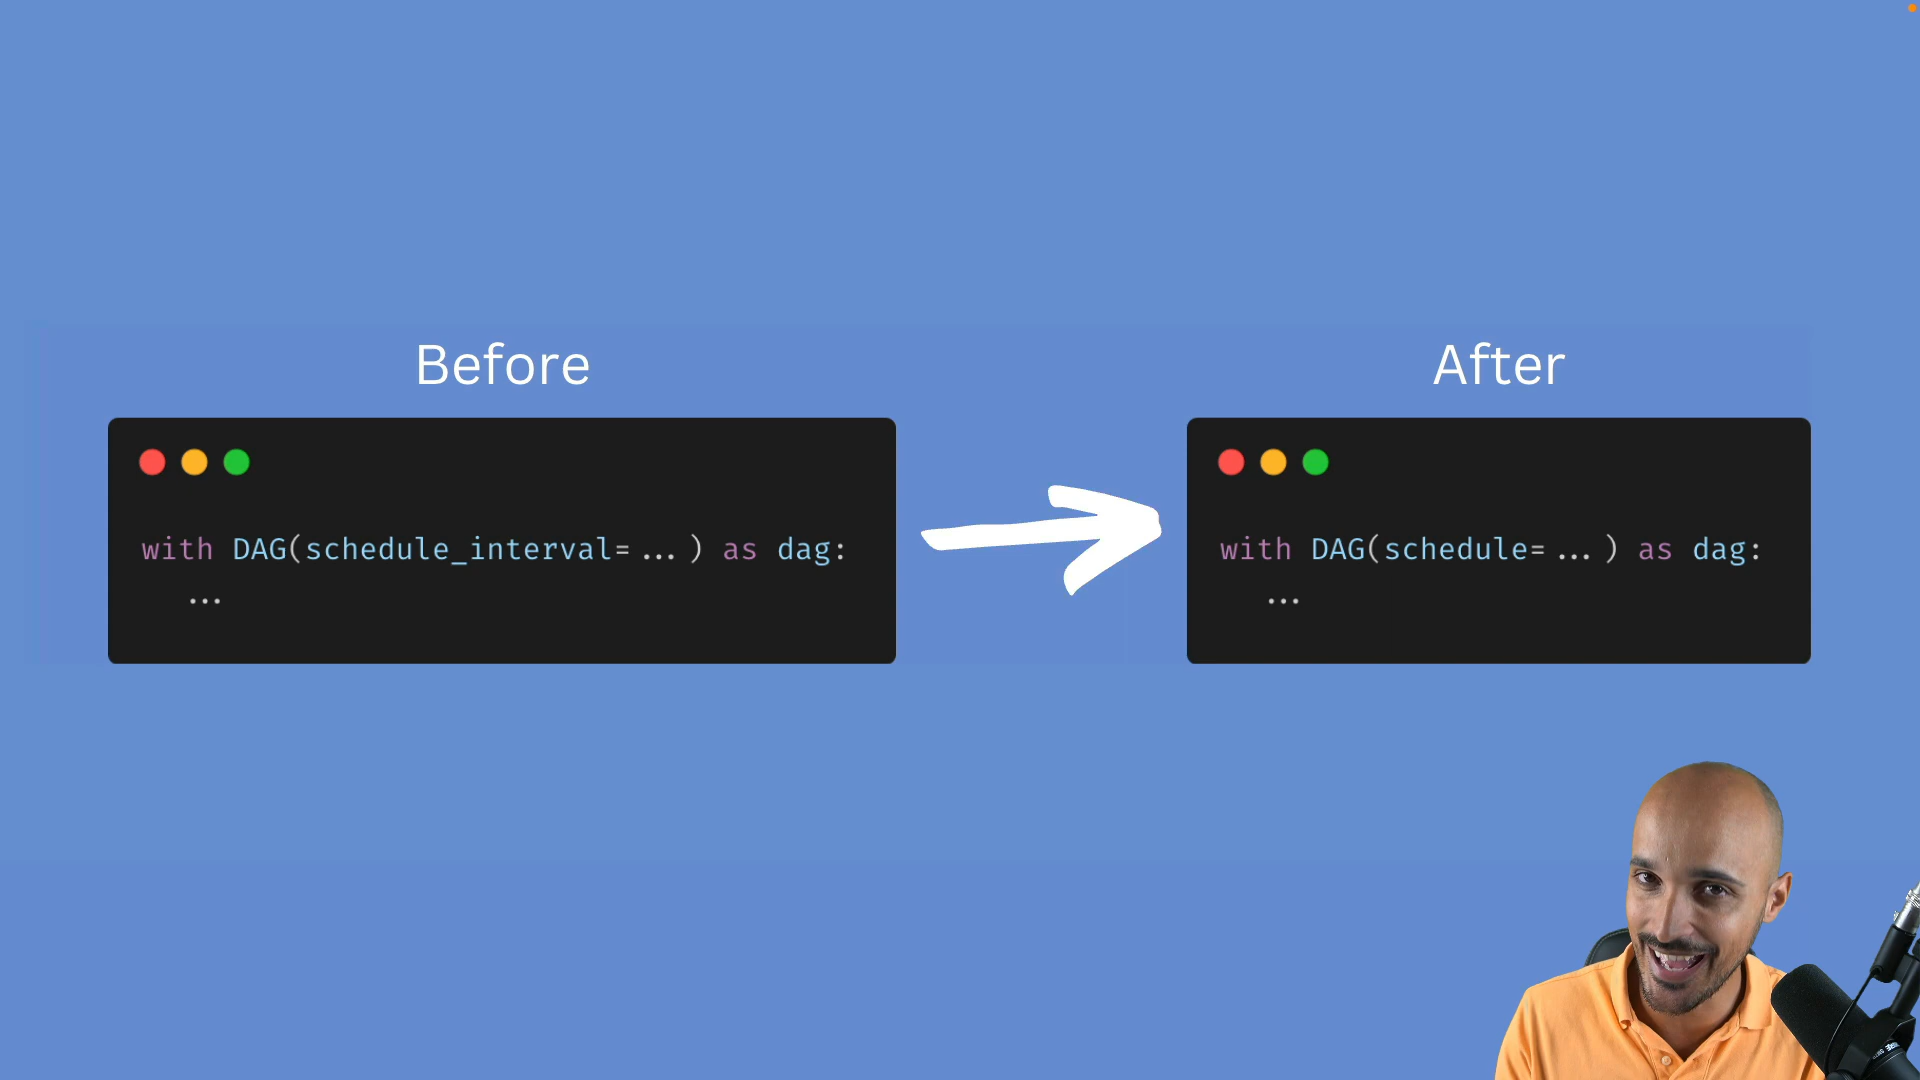 Before
After
with DAG(schedule_interval= ... ) as dag:
...
with DAG(schedule= ... ) as dag:
...